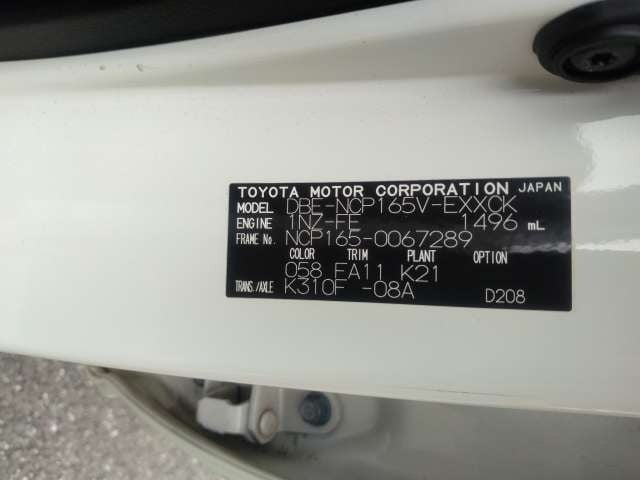 TOYOTA MOTOR CORPORATION JAPAN
MODEL DBE-NCP165V-EXXCK
ENGINE 1NZ-FE 1496 mL
FRAME No. NCP165-0067289
COLOR TRIM PLANT OPTION
058 FA11 K21
TRANS./AXLE K310F -08A D208